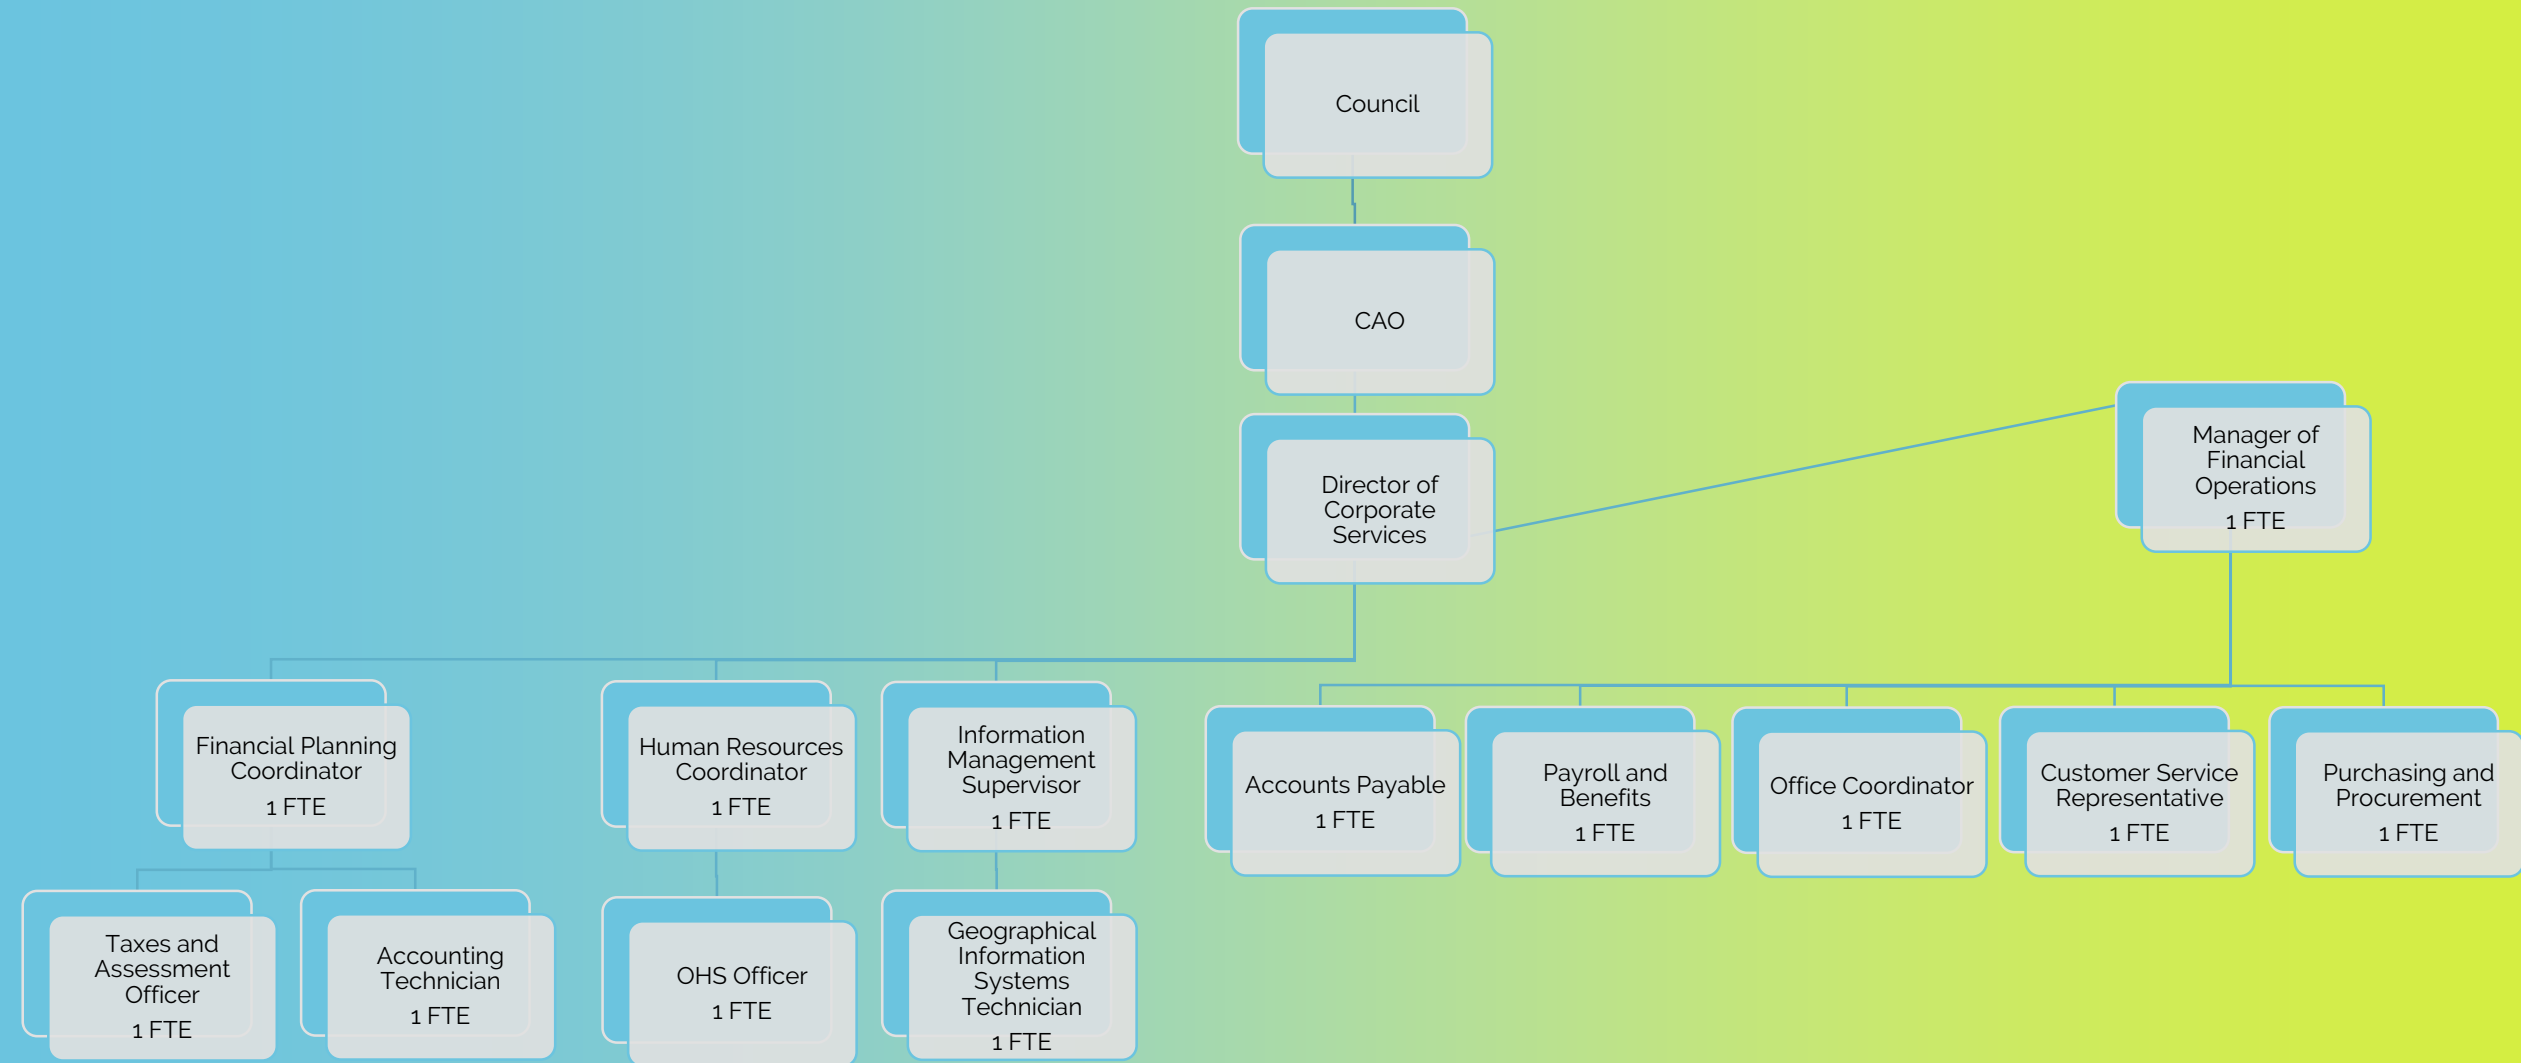 Council
CAO
Director of
Corporate
Services
Manager of
Financial
Operations
1 FTE
Financial Planning
Coordinator
1 FTE
Human Resources
Coordinator
1 FTE
Information
Management
Supervisor
1 FTE
Accounts Payable
1 FTE
Payroll and
Benefits
1 FTE
Office Coordinator
1 FTE
Customer Service
Representative
1 FTE
Purchasing and
Procurement
1 FTE
Taxes and
Assessment
Officer
1 FTE
Accounting
Technician
1 FTE
OHS Officer
1 FTE
Geographical
Information
Systems
Technician
1 FTE